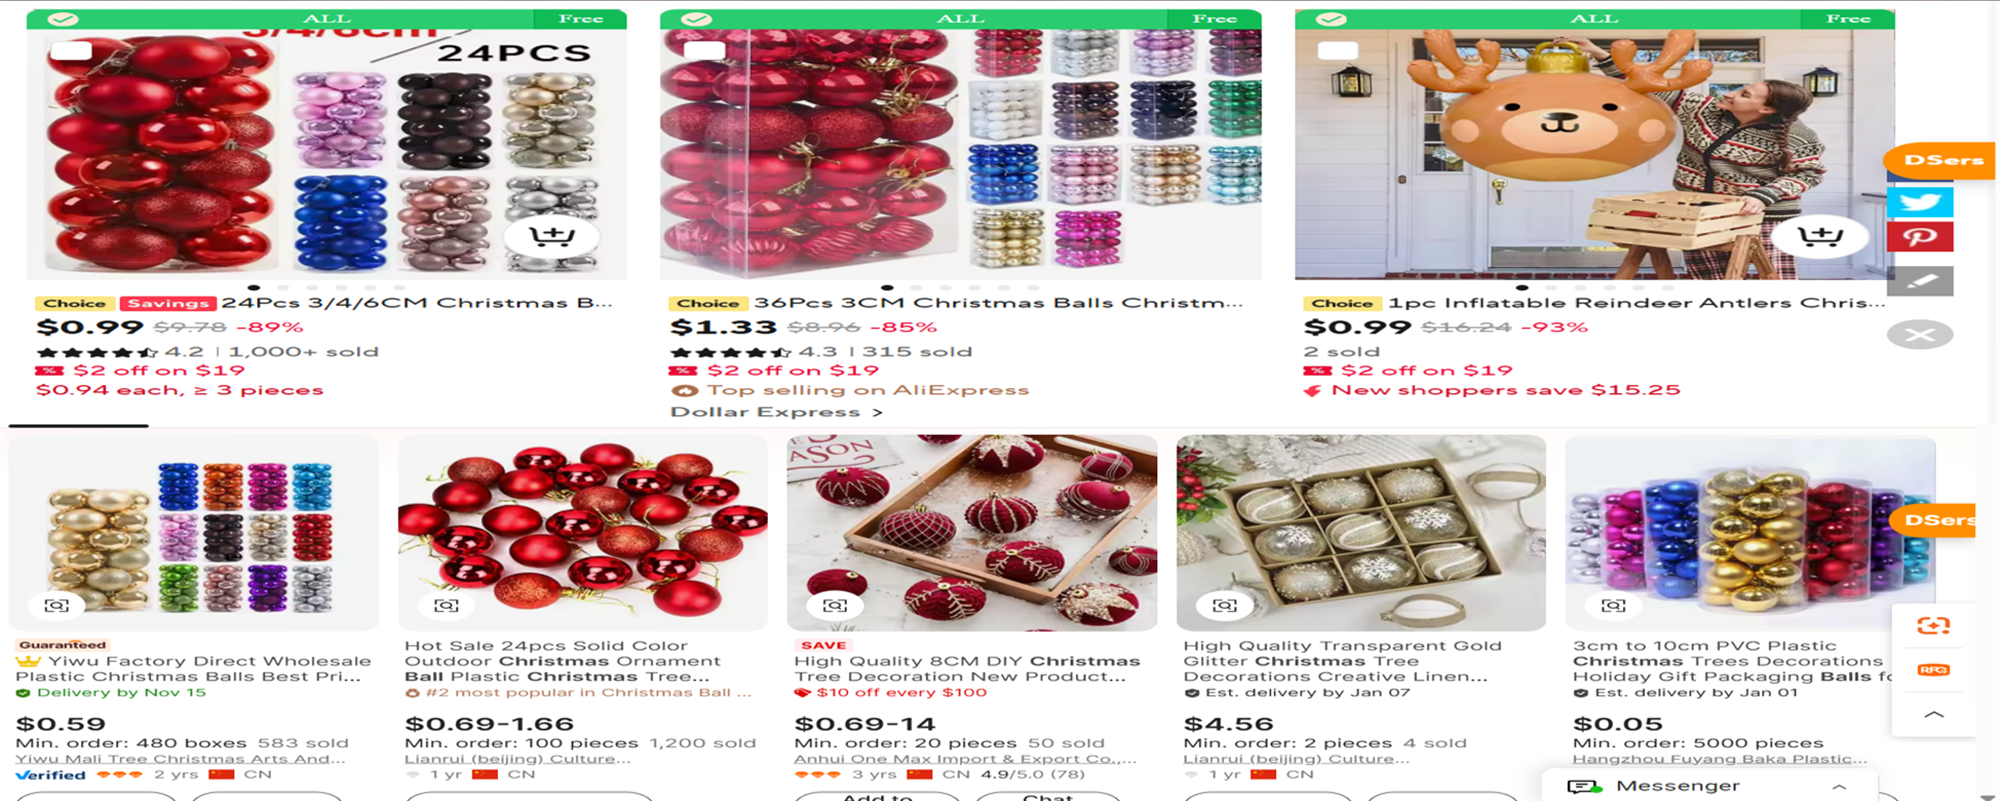 ALL Free
3/4/6cm
24PCS
Choice Savings 24Pcs 3/4/6CM Christmas B...
$0.99 $9.78 -89%
4.2 | 1,000+ sold
$2 off on $19
$0.94 each, ≥ 3 pieces
ALL Free
Choice 36Pcs 3CM Christmas Balls Christm...
$1.33 $8.96 -85%
4.3 | 315 sold
$2 off on $19
Top selling on AliExpress
Dollar Express >
ALL Free
Choice 1pc Inflatable Reindeer Antlers Chris...
$0.99 $16.24 -93%
2 sold
$2 off on $19
New shoppers save $15.25
DSers
Guaranteed
Yiwu Factory Direct Wholesale
Plastic Christmas Balls Best Pri...
Delivery by Nov 15
$0.59
Min. order: 480 boxes 583 sold
Yiwu Mali Tree Christmas Arts And...
Verified 2 yrs CN
Hot Sale 24pcs Solid Color
Outdoor Christmas Ornament
Ball Plastic Christmas Tree...
#2 most popular in Christmas Ball ...
$0.69-1.66
Min. order: 100 pieces 1,200 sold
Lianrui (beijing) Culture...
1 yr CN
SAVE
High Quality 8CM DIY Christmas
Tree Decoration New Product...
$10 off every $100
$0.69-14
Min. order: 20 pieces 50 sold
Anhui One Max Import & Export Co.,...
3 yrs CN 4.9/5.0 (78)
Add to
Chat
High Quality Transparent Gold
Glitter Christmas Tree
Decorations Creative Linen...
Est. delivery by Jan 07
$4.56
Min. order: 2 pieces 4 sold
Lianrui (beijing) Culture...
1 yr CN
3cm to 10cm PVC Plastic
Christmas Trees Decorations
Holiday Gift Packaging Balls fo
Est. delivery by Jan 01
$0.05
Min. order: 5000 pieces
Hangzhou Fuyang Baka Plastic...
DSers
RFQ
Messenger